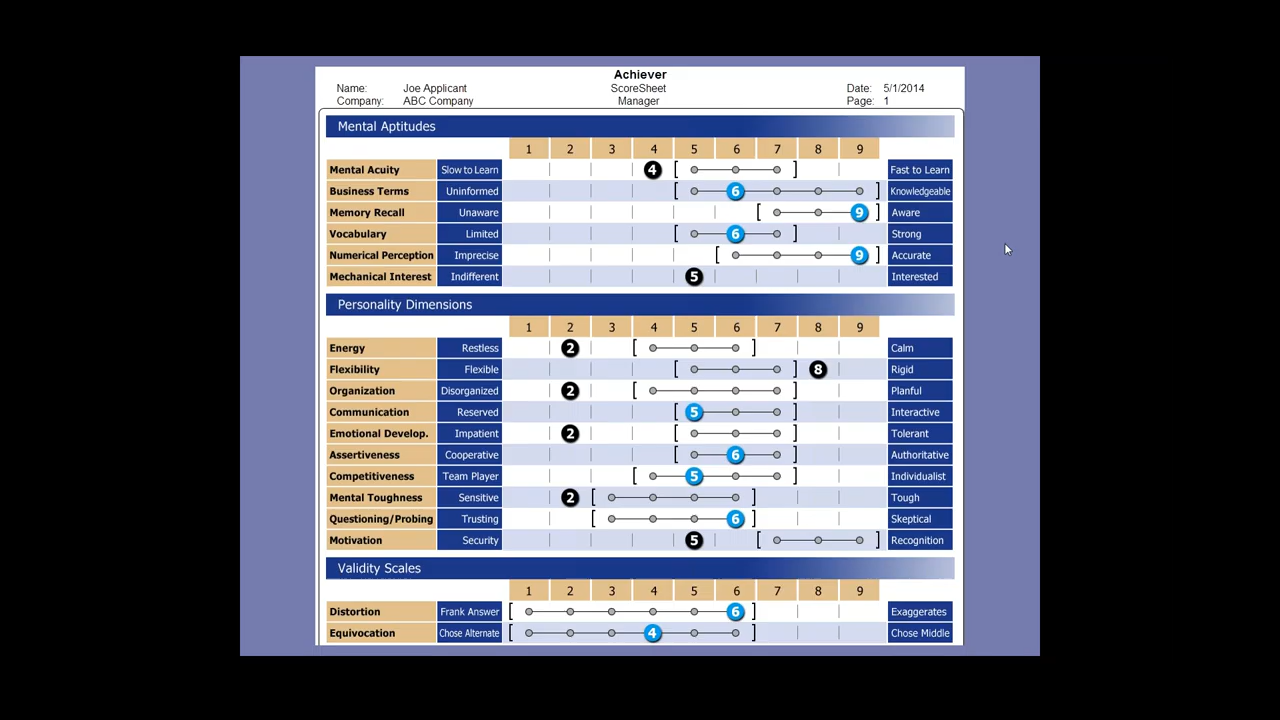 Achiever
Name: Joe Applicant ScoreSheet Date: 5/1/2014
Company: ABC Company Manager Page: 1
Mental Aptitudes
1 2 3 4 5 6 7 8 9
Mental Acuity Slow to Learn 4 Fast to Learn
Business Terms Uninformed 6 Knowledgeable
Memory Recall Unaware 9 Aware
Vocabulary Limited 6 Strong
Numerical Perception Imprecise 9 Accurate
Mechanical Interest Indifferent 5 Interested
Personality Dimensions
1 2 3 4 5 6 7 8 9
Energy Restless 2 Calm
Flexibility Flexible 8 Rigid
Organization Disorganized 2 Planful
Communication Reserved 5 Interactive
Emotional Develop. Impatient 2 Tolerant
Assertiveness Cooperative 6 Authoritative
Competitiveness Team Player 5 Individualist
Mental Toughness Sensitive 2 Tough
Questioning/Probing Trusting 6 Skeptical
Motivation Security 5 Recognition
Validity Scales
1 2 3 4 5 6 7 8 9
Distortion Frank Answer 6 Exaggerates
Equivocation Chose Alternate 4 Chose Middle